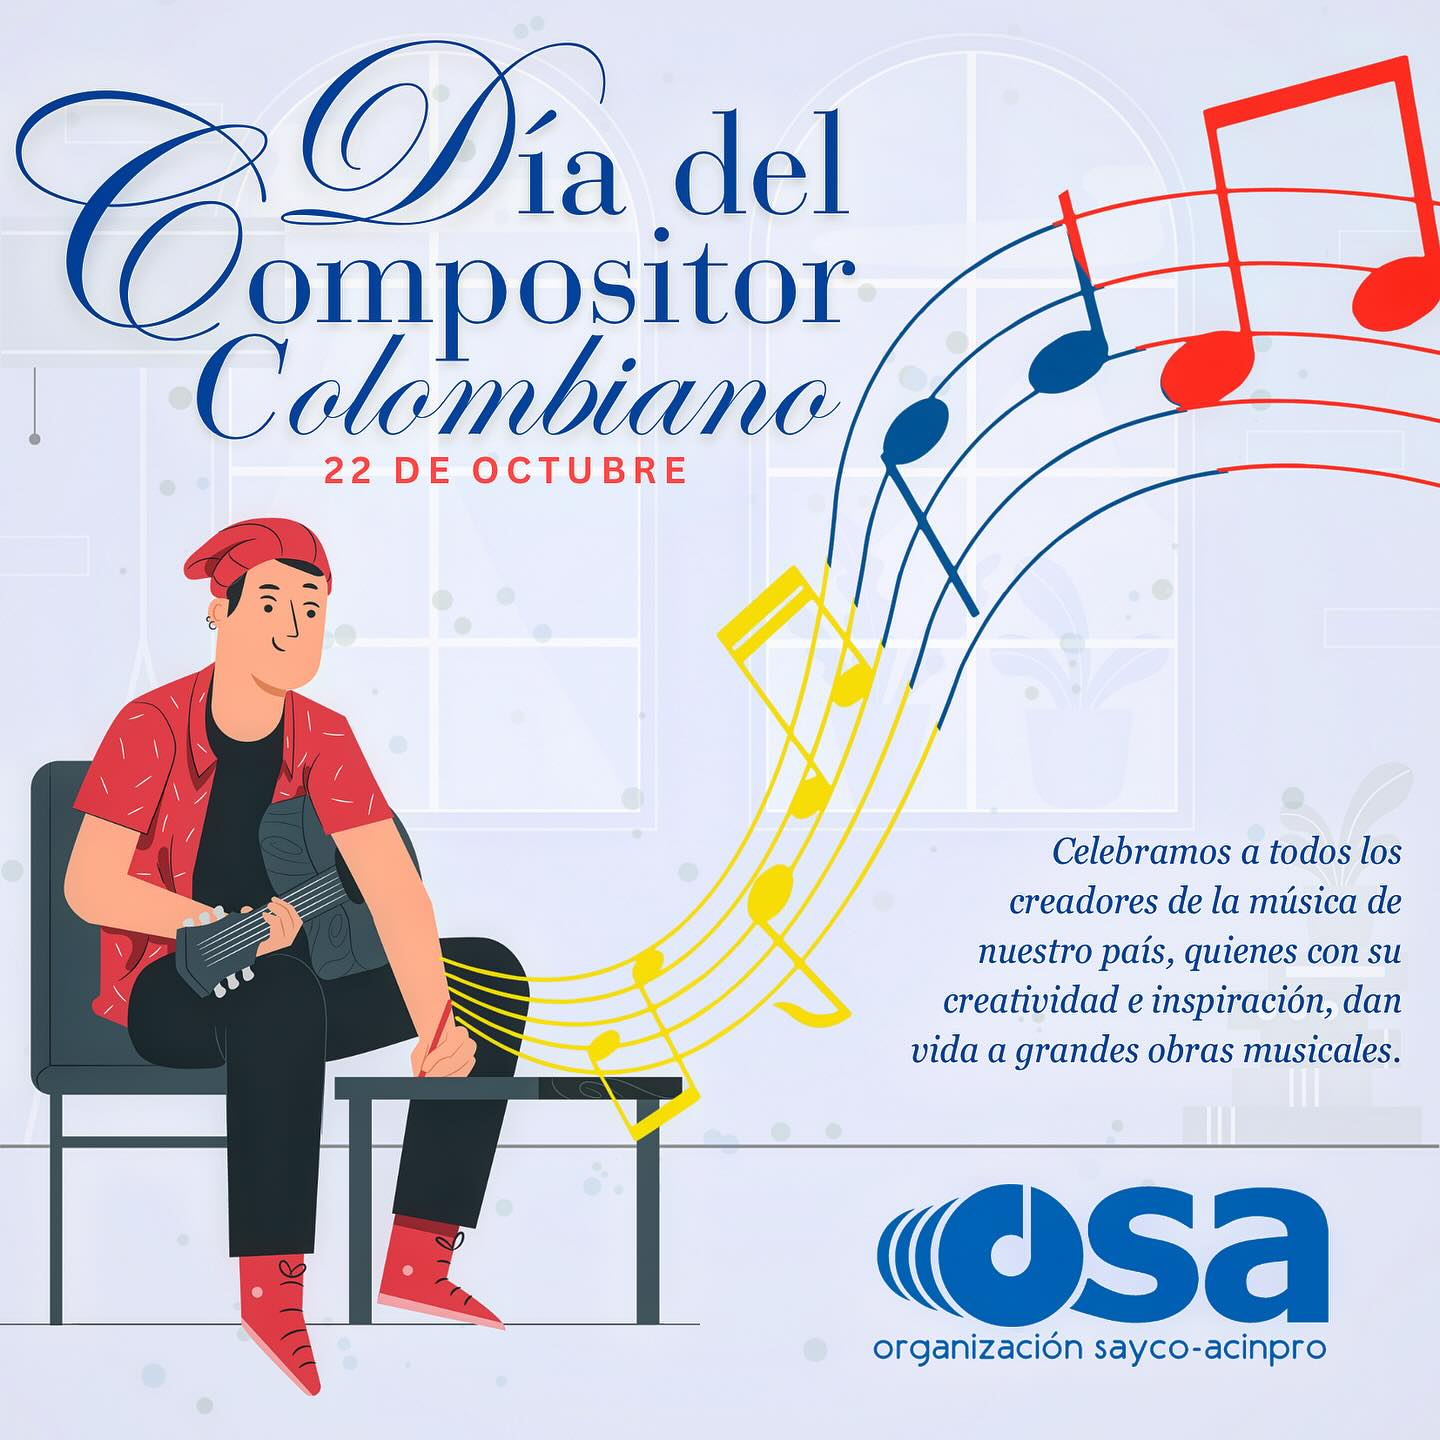 Día del
Compositor
Colombiano
22 DE OCTUBRE
Celebramos a todos los
creadores de la música de
nuestro país, quienes con su
creatividad e inspiración, dan
vida a grandes obras musicales.
osa
organización sayco-acinpro